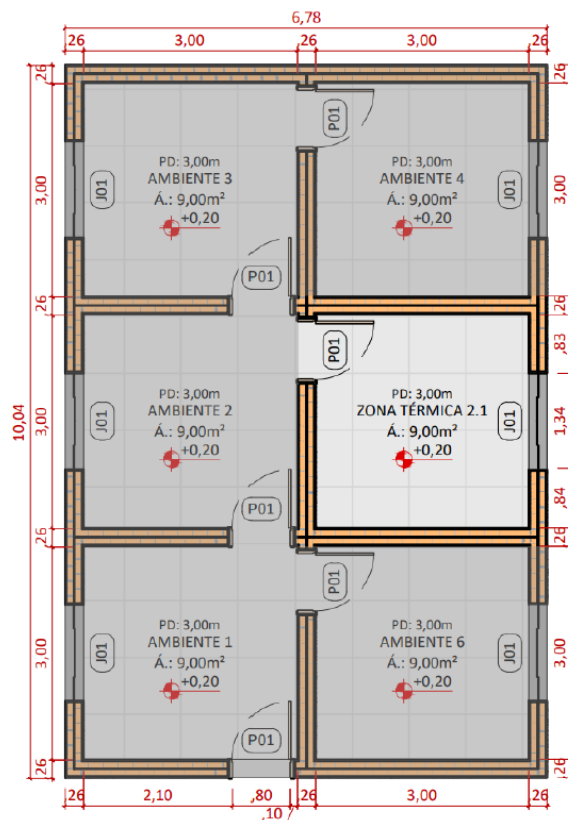 6,78
,26
3,00
,26
3,00
,26
,26
3,00
,26
3,00
,26
3,00
,26
10,04
PD: 3,00m
AMBIENTE 3
Á.: 9,00m²
+0,20
J01
P01
P01
PD: 3,00m
AMBIENTE 4
Á.: 9,00m²
+0,20
J01
3,00
,26
PD: 3,00m
AMBIENTE 2
Á.: 9,00m²
+0,20
J01
P01
P01
PD: 3,00m
ZONA TÉRMICA 2.1
Á.: 9,00m²
+0,20
J01
,83
1,34
,84
,26
PD: 3,00m
AMBIENTE 1
Á.: 9,00m²
+0,20
J01
P01
P01
PD: 3,00m
AMBIENTE 6
Á.: 9,00m²
+0,20
J01
,26
3,00
,26
,26
2,10
,80
,10
,26
3,00
,26